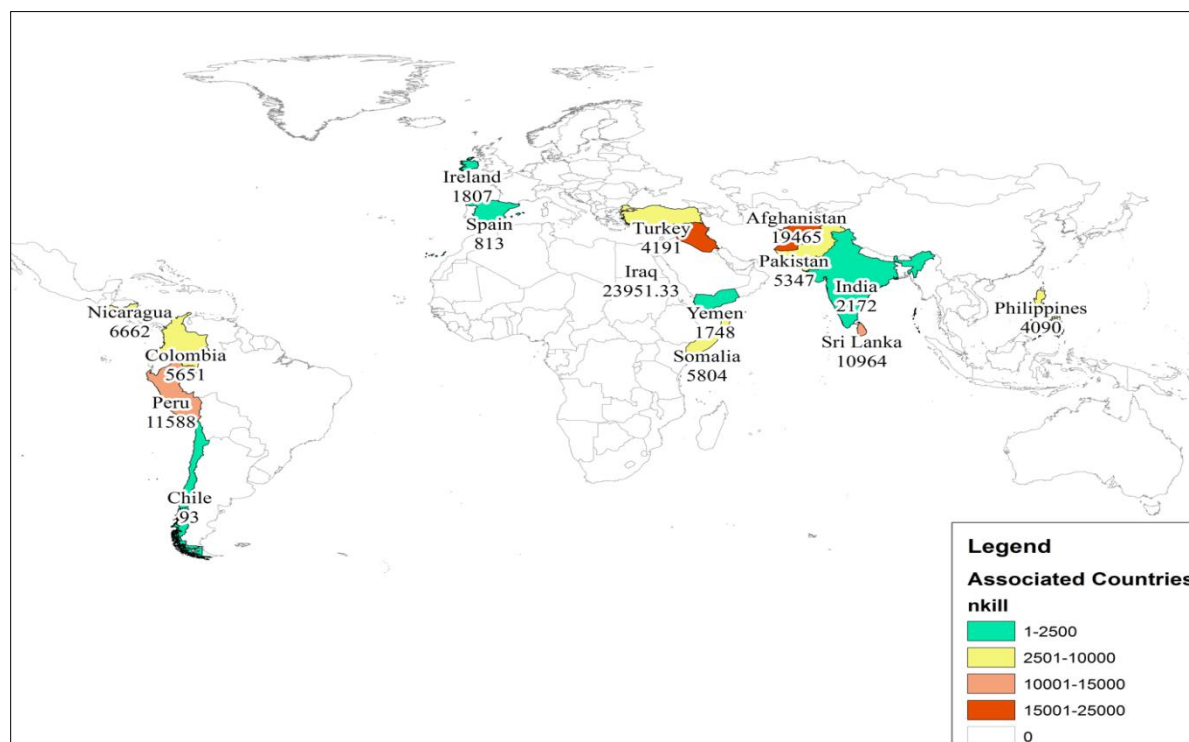 Ireland
1807
Spain
813
Turkey
4191
Iraq
23951.33
Afghanistan
19465
Pakistan
5347
India
2172
Yemen
1748
Somalia
5804
Sri Lanka
10964
Philippines
4090
Nicaragua
6662
Colombia
5651
Peru
11588
Chile
93
Legend
Associated Countries
nkill
1-2500
2501-10000
10001-15000
15001-25000
0